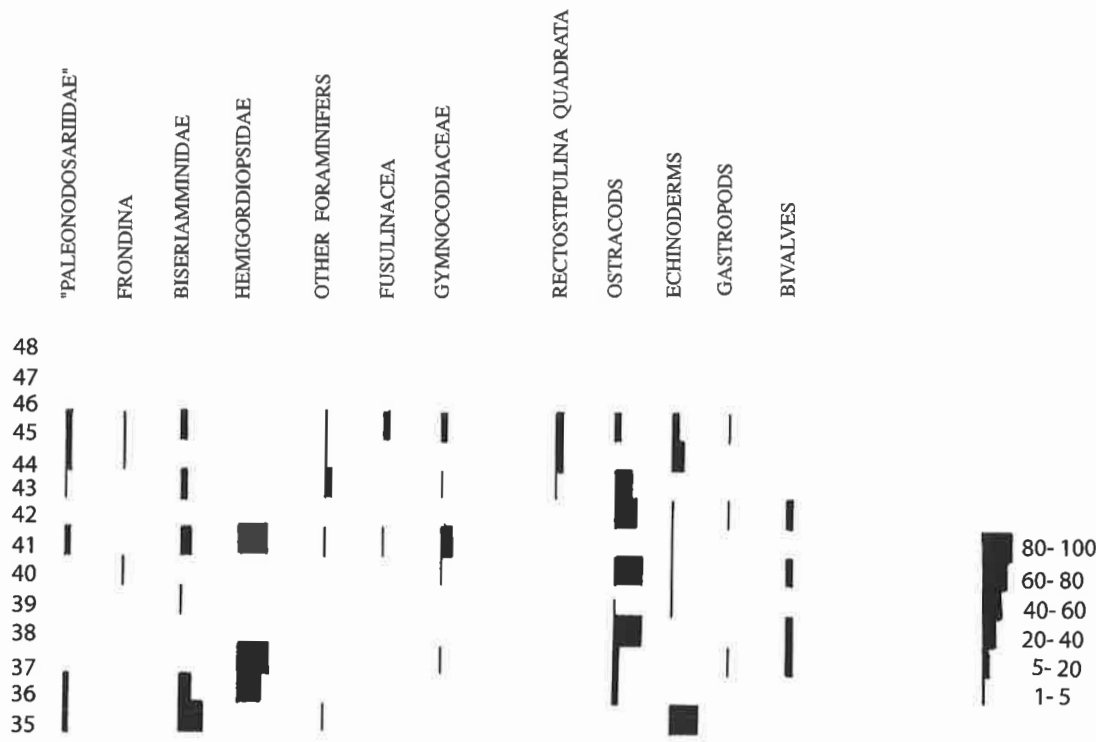 "PALEONODOSARIIDAE"
FRONDINA
BISERIAMMINIDAE
HEMIGORDIOPSIDAE
OTHER FORAMINIFERS
FUSULINACEA
GYMNOCODIACEAE
RECTOSTIPULINA QUADRATA
OSTRACODS
ECHINODERMS
GASTROPODS
BIVALVES
48
47
46
45
44
43
42
41
40
39
38
37
36
35
80-100
60-80
40-60
20-40
5-20
1-5